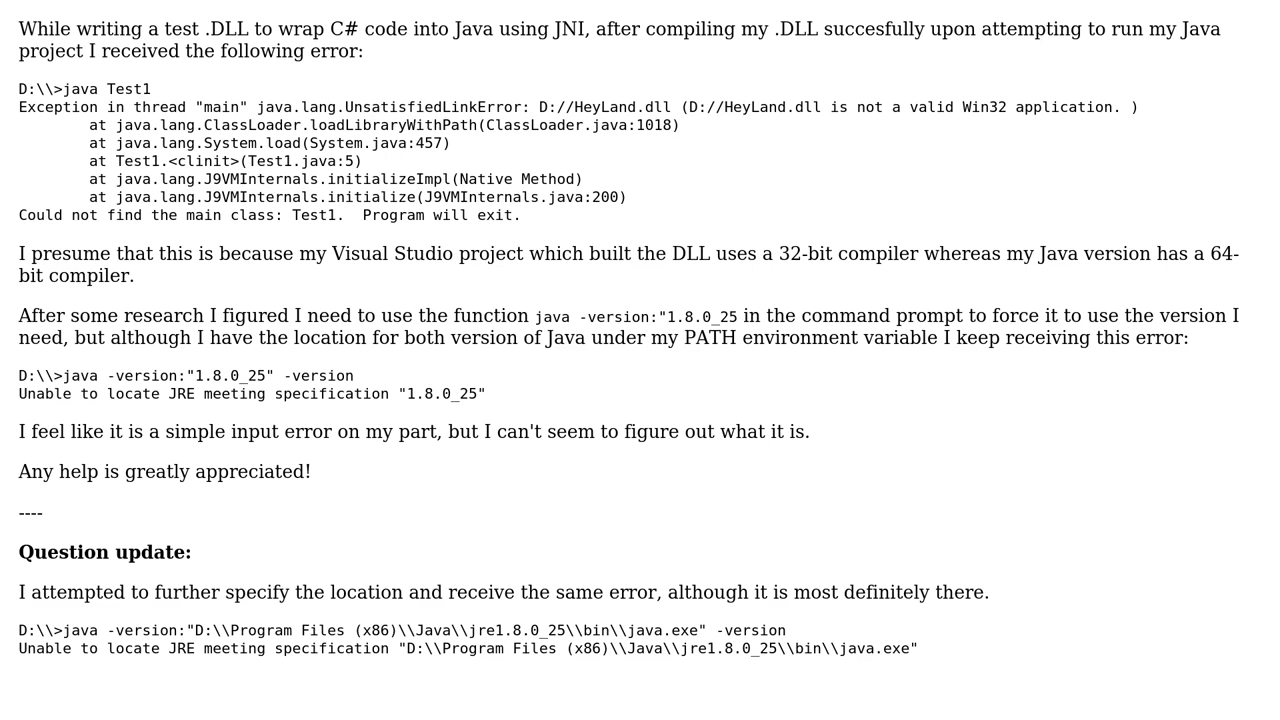 While writing a test .DLL to wrap C# code into Java using JNI, after compiling my .DLL succesfully upon attempting to run my Java
project I received the following error:
D:\\>java Test1
Exception in thread "main" java.lang.UnsatisfiedLinkError: D://HeyLand.dll (D://HeyLand.dll is not a valid Win32 application. )
        at java.lang.ClassLoader.loadLibraryWithPath(ClassLoader.java:1018)
        at java.lang.System.load(System.java:457)
        at Test1.<clinit>(Test1.java:5)
        at java.lang.J9VMInternals.initializeImpl(Native Method)
        at java.lang.J9VMInternals.initialize(J9VMInternals.java:200)
Could not find the main class: Test1.  Program will exit.
I presume that this is because my Visual Studio project which built the DLL uses a 32-bit compiler whereas my Java version has a 64-
bit compiler.
After some research I figured I need to use the function java -version:"1.8.0_25 in the command prompt to force it to use the version I
need, but although I have the location for both version of Java under my PATH environment variable I keep receiving this error:
D:\\>java -version:"1.8.0_25" -version
Unable to locate JRE meeting specification "1.8.0_25"
I feel like it is a simple input error on my part, but I can't seem to figure out what it is.
Any help is greatly appreciated!
----
Question update:
I attempted to further specify the location and receive the same error, although it is most definitely there.
D:\\>java -version:"D:\\Program Files (x86)\\Java\\jre1.8.0_25\\bin\\java.exe" -version
Unable to locate JRE meeting specification "D:\\Program Files (x86)\\Java\\jre1.8.0_25\\bin\\java.exe"